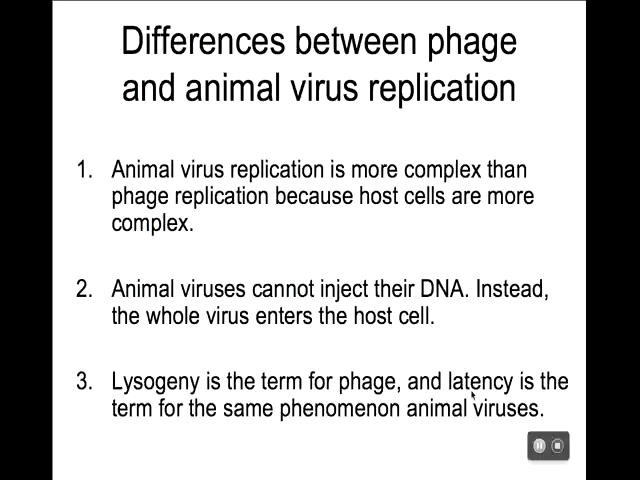 Differences between phage
and animal virus replication
1. Animal virus replication is more complex than
phage replication because host cells are more
complex.
2. Animal viruses cannot inject their DNA. Instead,
the whole virus enters the host cell.
3. Lysogeny is the term for phage, and latency is the
term for the same phenomenon animal viruses.